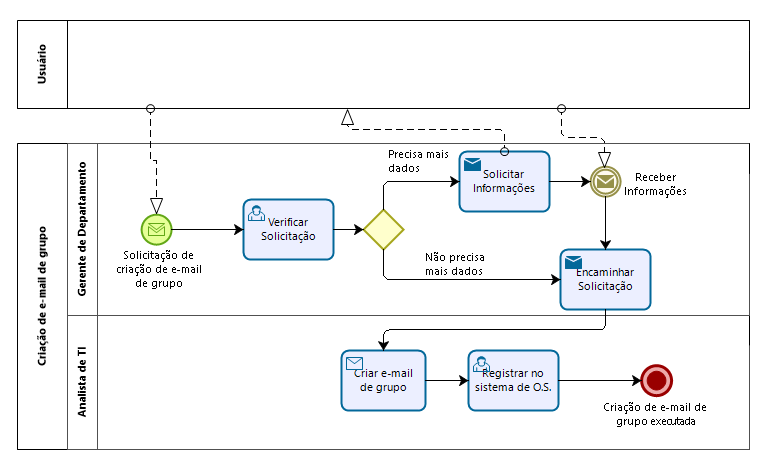 Usuário
Criação de e-mail de grupo
Gerente de Departamento
Solicitação de
criação de e-mail
de grupo
Verificar
Solicitação
Precisa mais
dados
Solicitar
Informações
Receber
Informações
Não precisa
mais dados
Encaminhar
Solicitação
Analista de TI
Criar e-mail
de grupo
Registrar no
sistema de O.S.
Criação de e-mail de
grupo executada